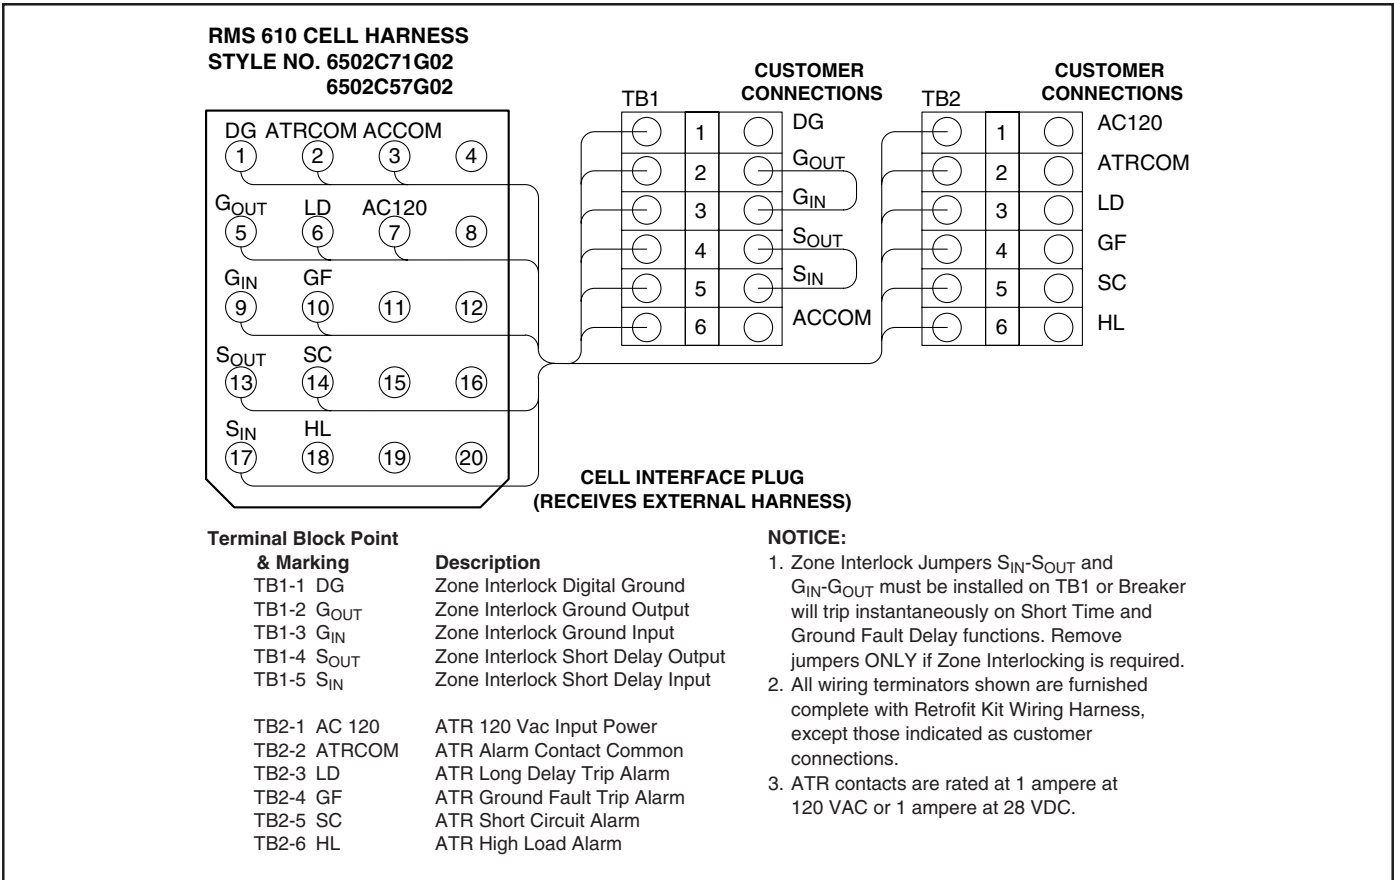 RMS 610 CELL HARNESS
STYLE NO. 6502C71G02
6502C57G02
DG ATRCOM ACCOM
1 2 3 4
GOUT LD AC120
5 6 7 8
GIN GF
9 10 11 12
SOUT SC
13 14 15 16
SIN HL
17 18 19 20
TB1
CUSTOMER
CONNECTIONS
1 DG
2 GOUT
3 GIN
4 SOUT
5 SIN
6 ACCOM
TB2
CUSTOMER
CONNECTIONS
1 AC120
2 ATRCOM
3 LD
4 GF
5 SC
6 HL
CELL INTERFACE PLUG
(RECEIVES EXTERNAL HARNESS)
Terminal Block Point
& Marking Description
TB1-1 DG Zone Interlock Digital Ground
TB1-2 GOUT Zone Interlock Ground Output
TB1-3 GIN Zone Interlock Ground Input
TB1-4 SOUT Zone Interlock Short Delay Output
TB1-5 SIN Zone Interlock Short Delay Input
TB2-1 AC 120 ATR 120 Vac Input Power
TB2-2 ATRCOM ATR Alarm Contact Common
TB2-3 LD ATR Long Delay Trip Alarm
TB2-4 GF ATR Ground Fault Trip Alarm
TB2-5 SC ATR Short Circuit Alarm
TB2-6 HL ATR High Load Alarm
NOTICE:
1. Zone Interlock Jumpers SIN-SOUT and
GIN-GOUT must be installed on TB1 or Breaker
will trip instantaneously on Short Time and
Ground Fault Delay functions. Remove
jumpers ONLY if Zone Interlocking is required.
2. All wiring terminators shown are furnished
complete with Retrofit Kit Wiring Harness,
except those indicated as customer
connections.
3. ATR contacts are rated at 1 ampere at
120 VAC or 1 ampere at 28 VDC.